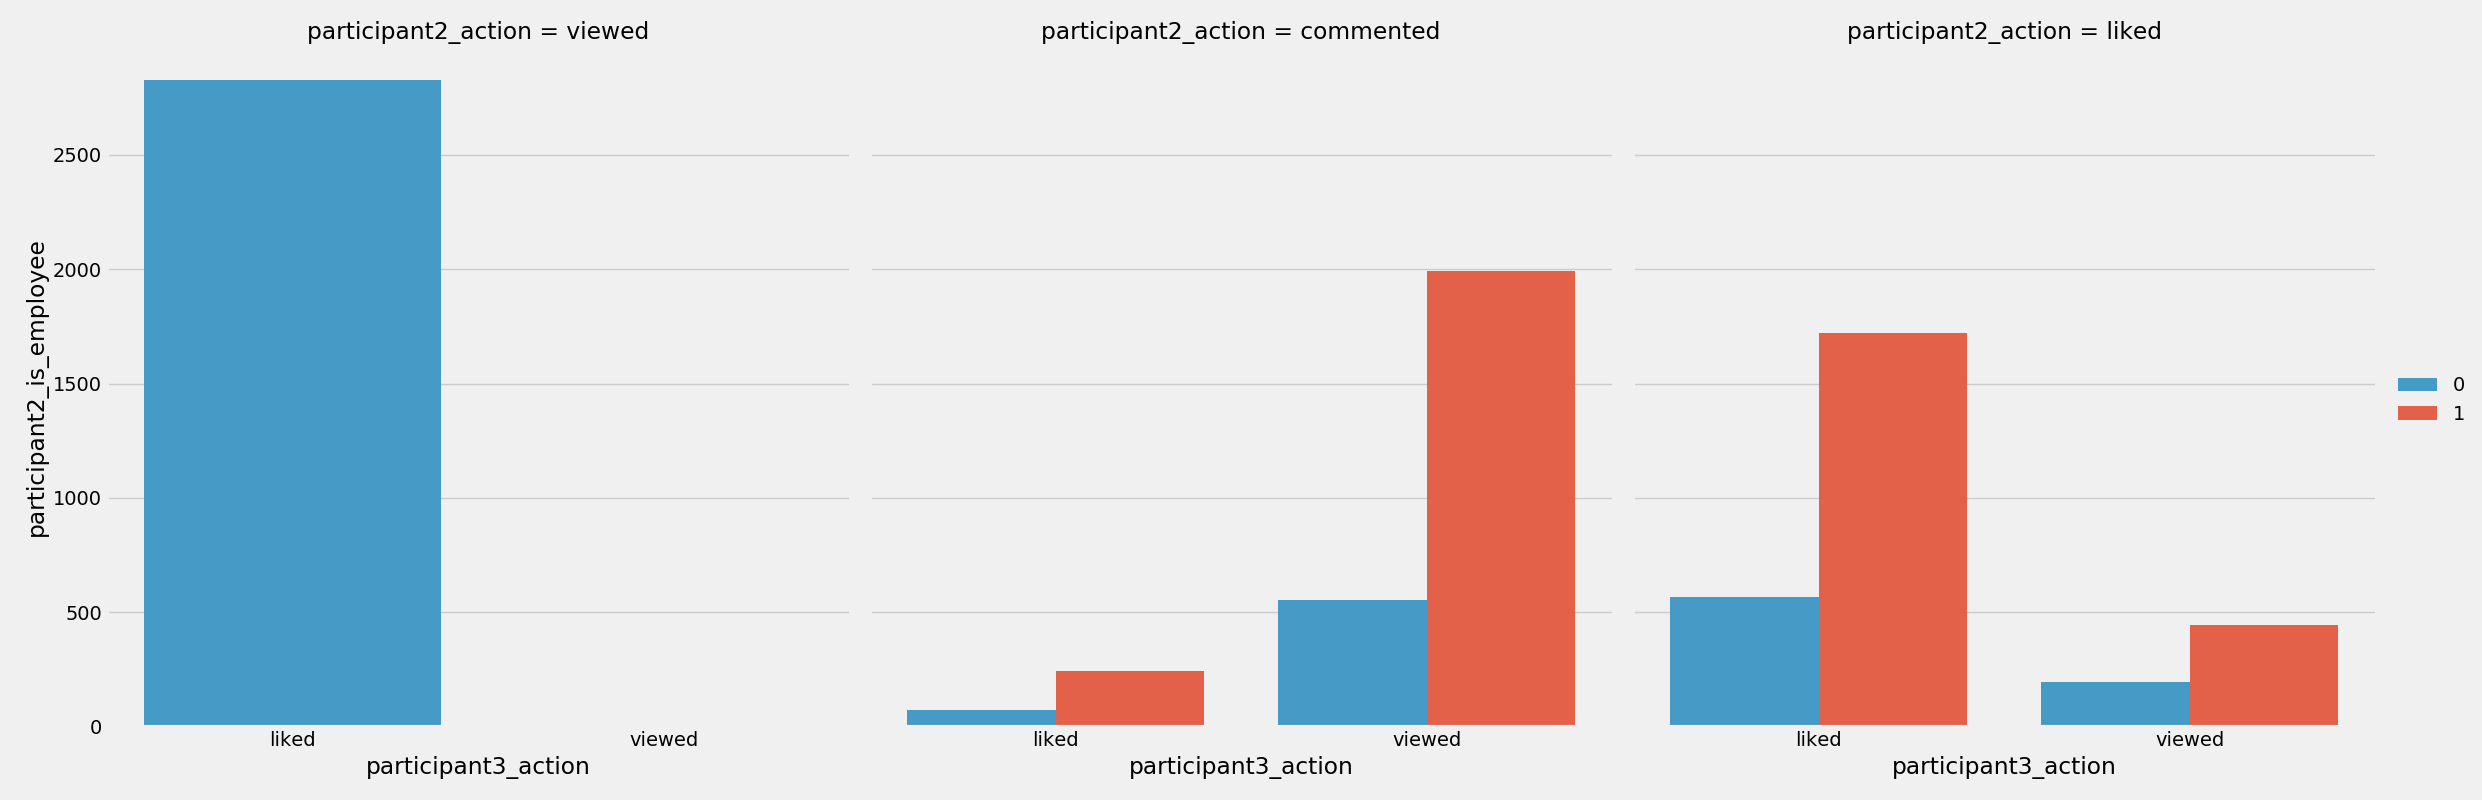 participant2_action = viewed
participant2_action = commented
participant2_action = liked
participant2_is_employee
2500
2000
1500
1000
500
0
liked
viewed
liked
viewed
liked
viewed
participant3_action
participant3_action
participant3_action
0
1